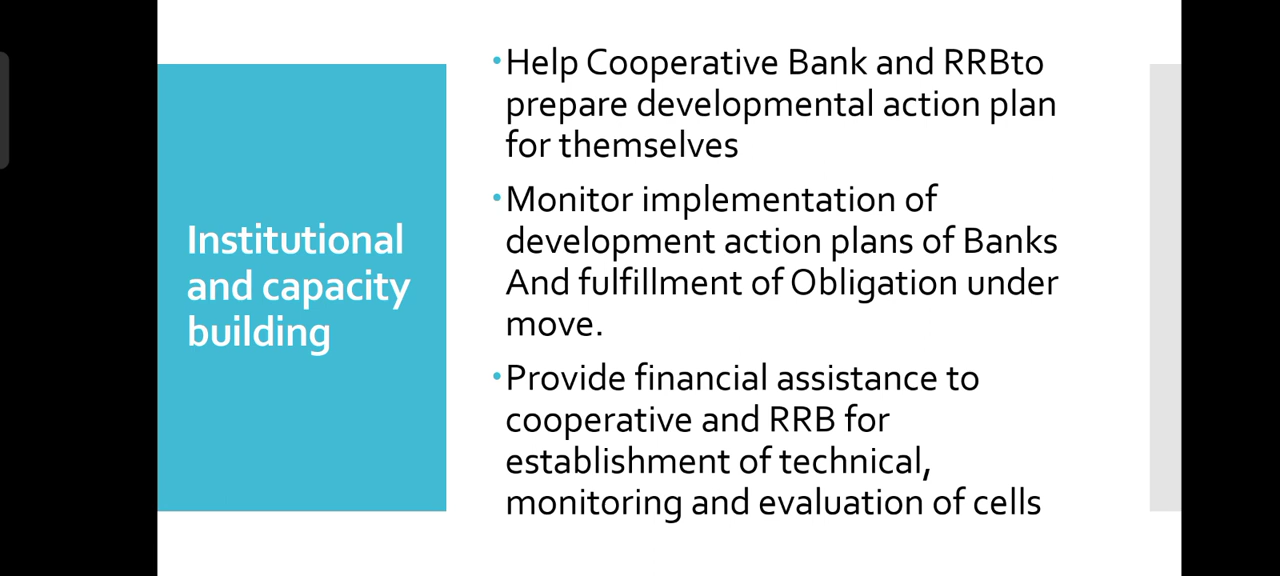 Institutional
and capacity
building
•Help Cooperative Bank and RRBto
prepare developmental action plan
for themselves
•Monitor implementation of
development action plans of Banks
And fulfillment of Obligation under
move.
•Provide financial assistance to
cooperative and RRB for
establishment of technical,
monitoring and evaluation of cells